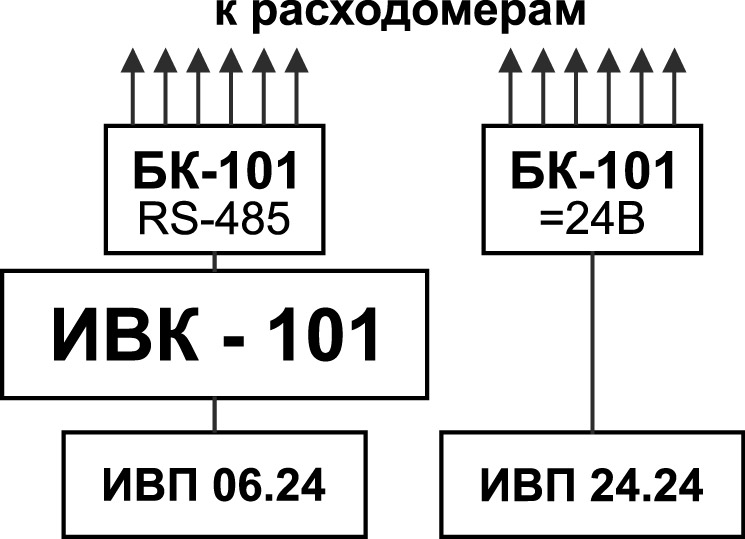 к расходомерам
БК-101
RS-485
БК-101
=24В
ИВК - 101
ИВП 06.24
ИВП 24.24